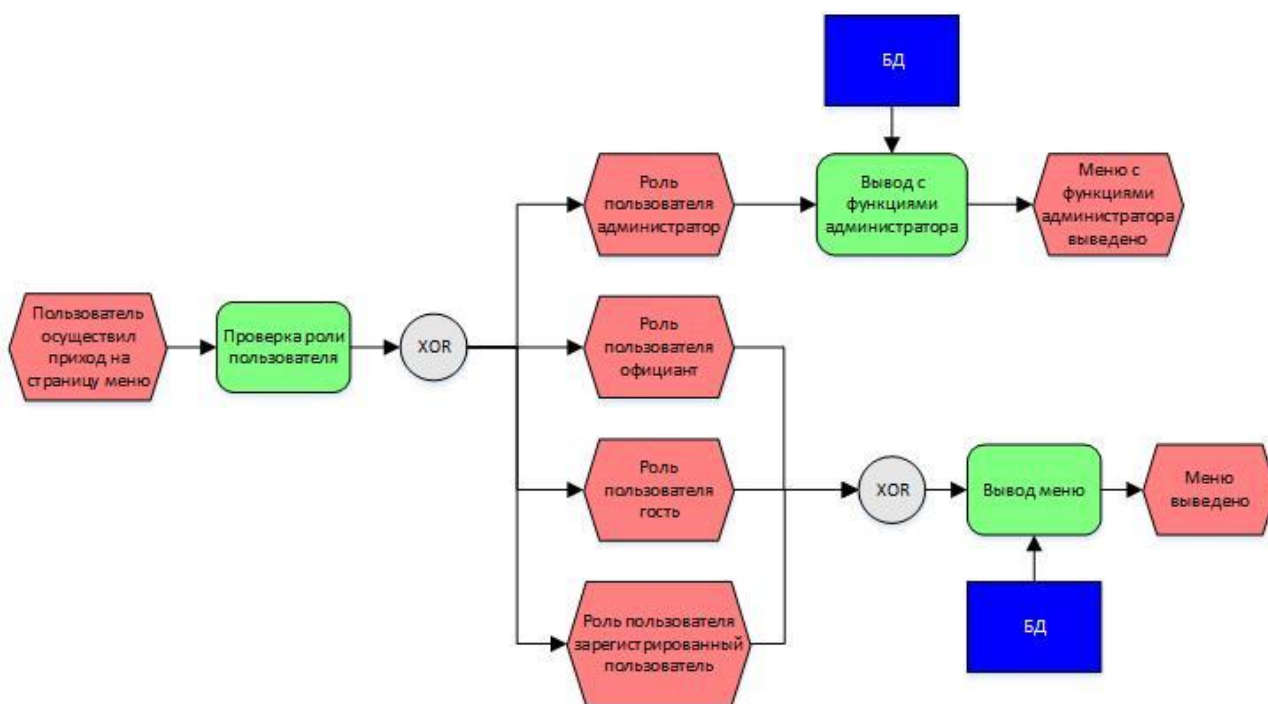 БД
Роль
пользователя
администратор
Вывод с
функциями
администратора
Меню с
функциями
администратора
выведено
Пользователь
осуществил
приход на
страницу меню
Проверка роли
пользователя
XOR
Роль
пользователя
официант
Роль
пользователя
гость
XOR
Вывод меню
Меню
выведено
Роль пользователя
зарегистрированный
пользователь
БД